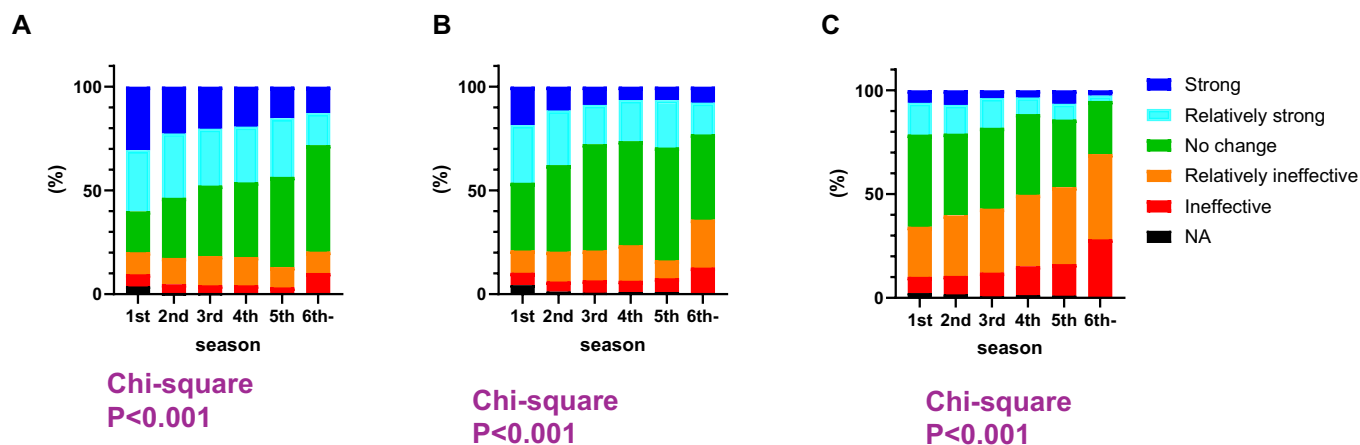 A
B
C
100
50
0
(%)
1st 2nd 3rd 4th 5th 6th-
season
Chi-square
P<0.001
100
50
0
(%)
1st 2nd 3rd 4th 5th 6th-
season
Chi-square
P<0.001
100
50
0
(%)
1st 2nd 3rd 4th 5th 6th-
season
Chi-square
P<0.001
Strong
Relatively strong
No change
Relatively ineffective
Ineffective
NA